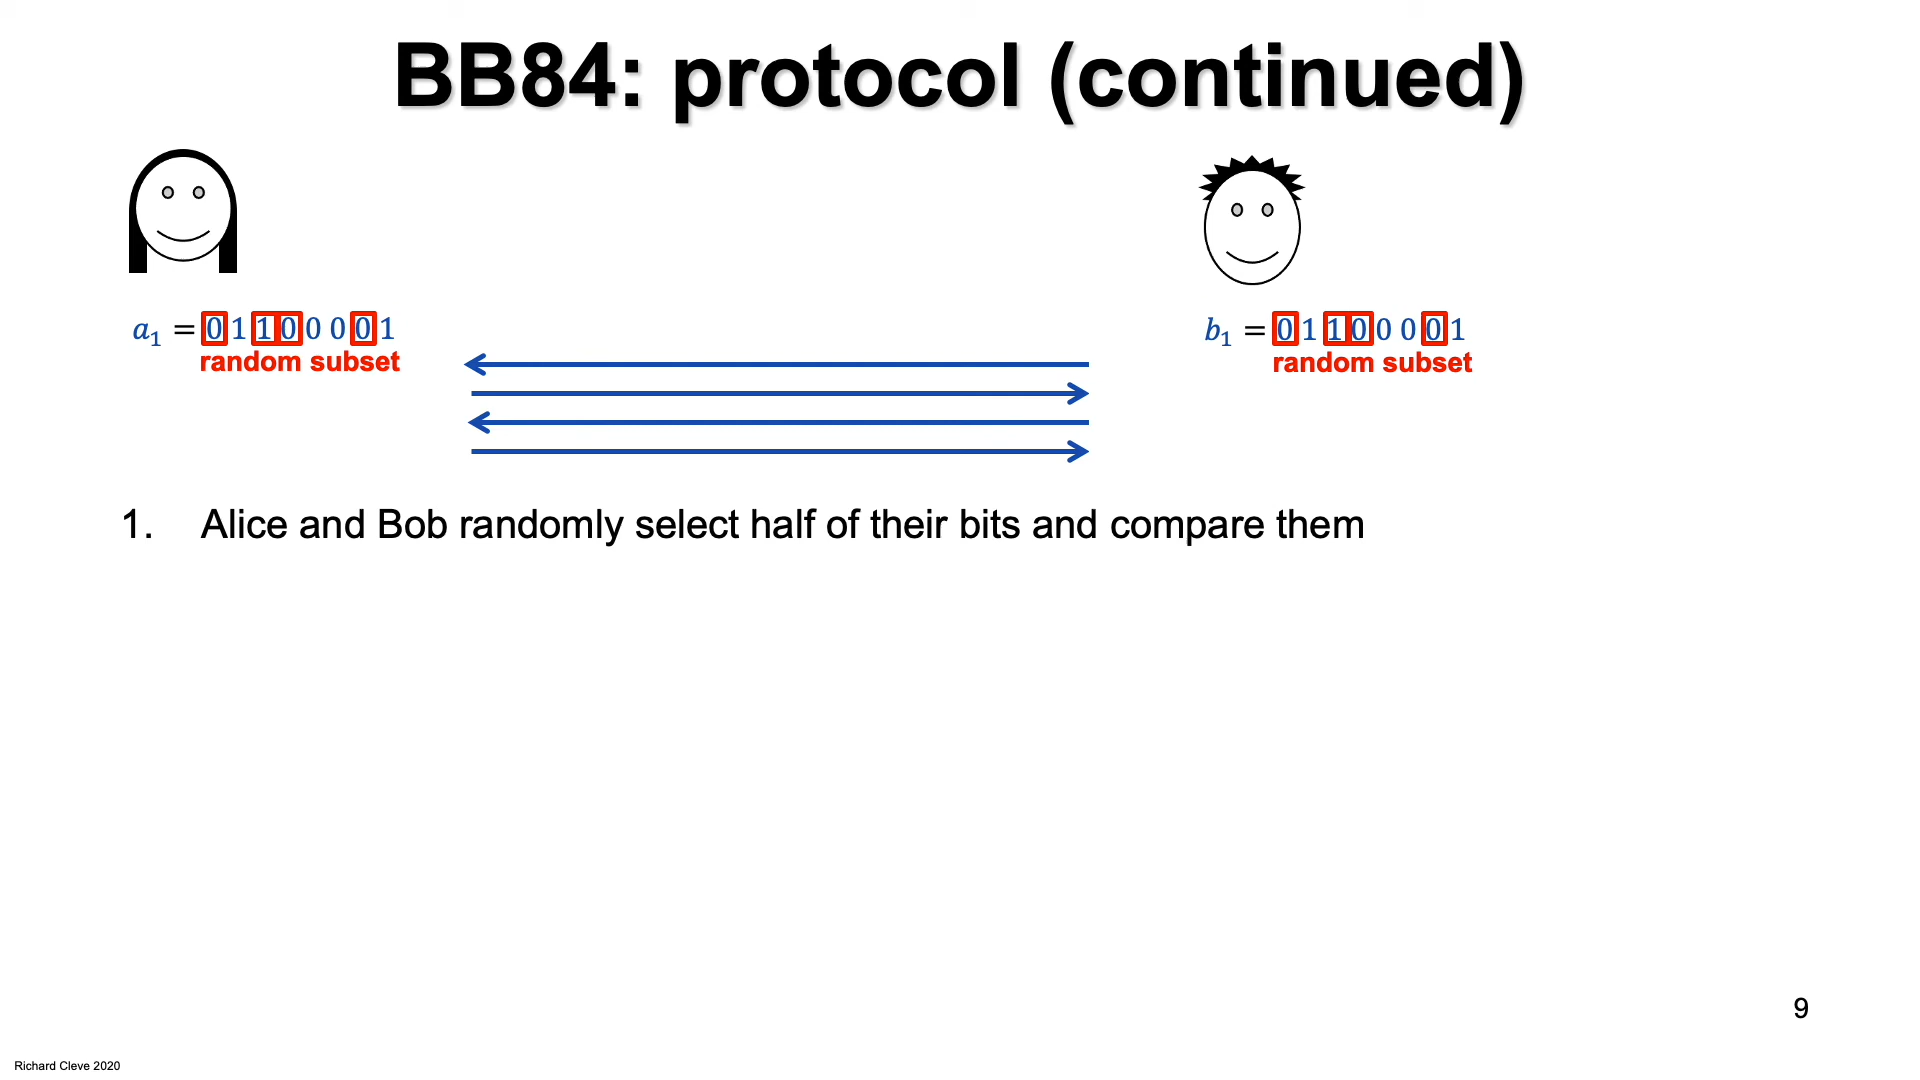 BB84: protocol (continued)
a₁ = 0 1 1 0 0 0 0 1
random subset
b₁ = 0 1 1 0 0 0 0 1
random subset
1. Alice and Bob randomly select half of their bits and compare them
9
Richard Cleve 2020